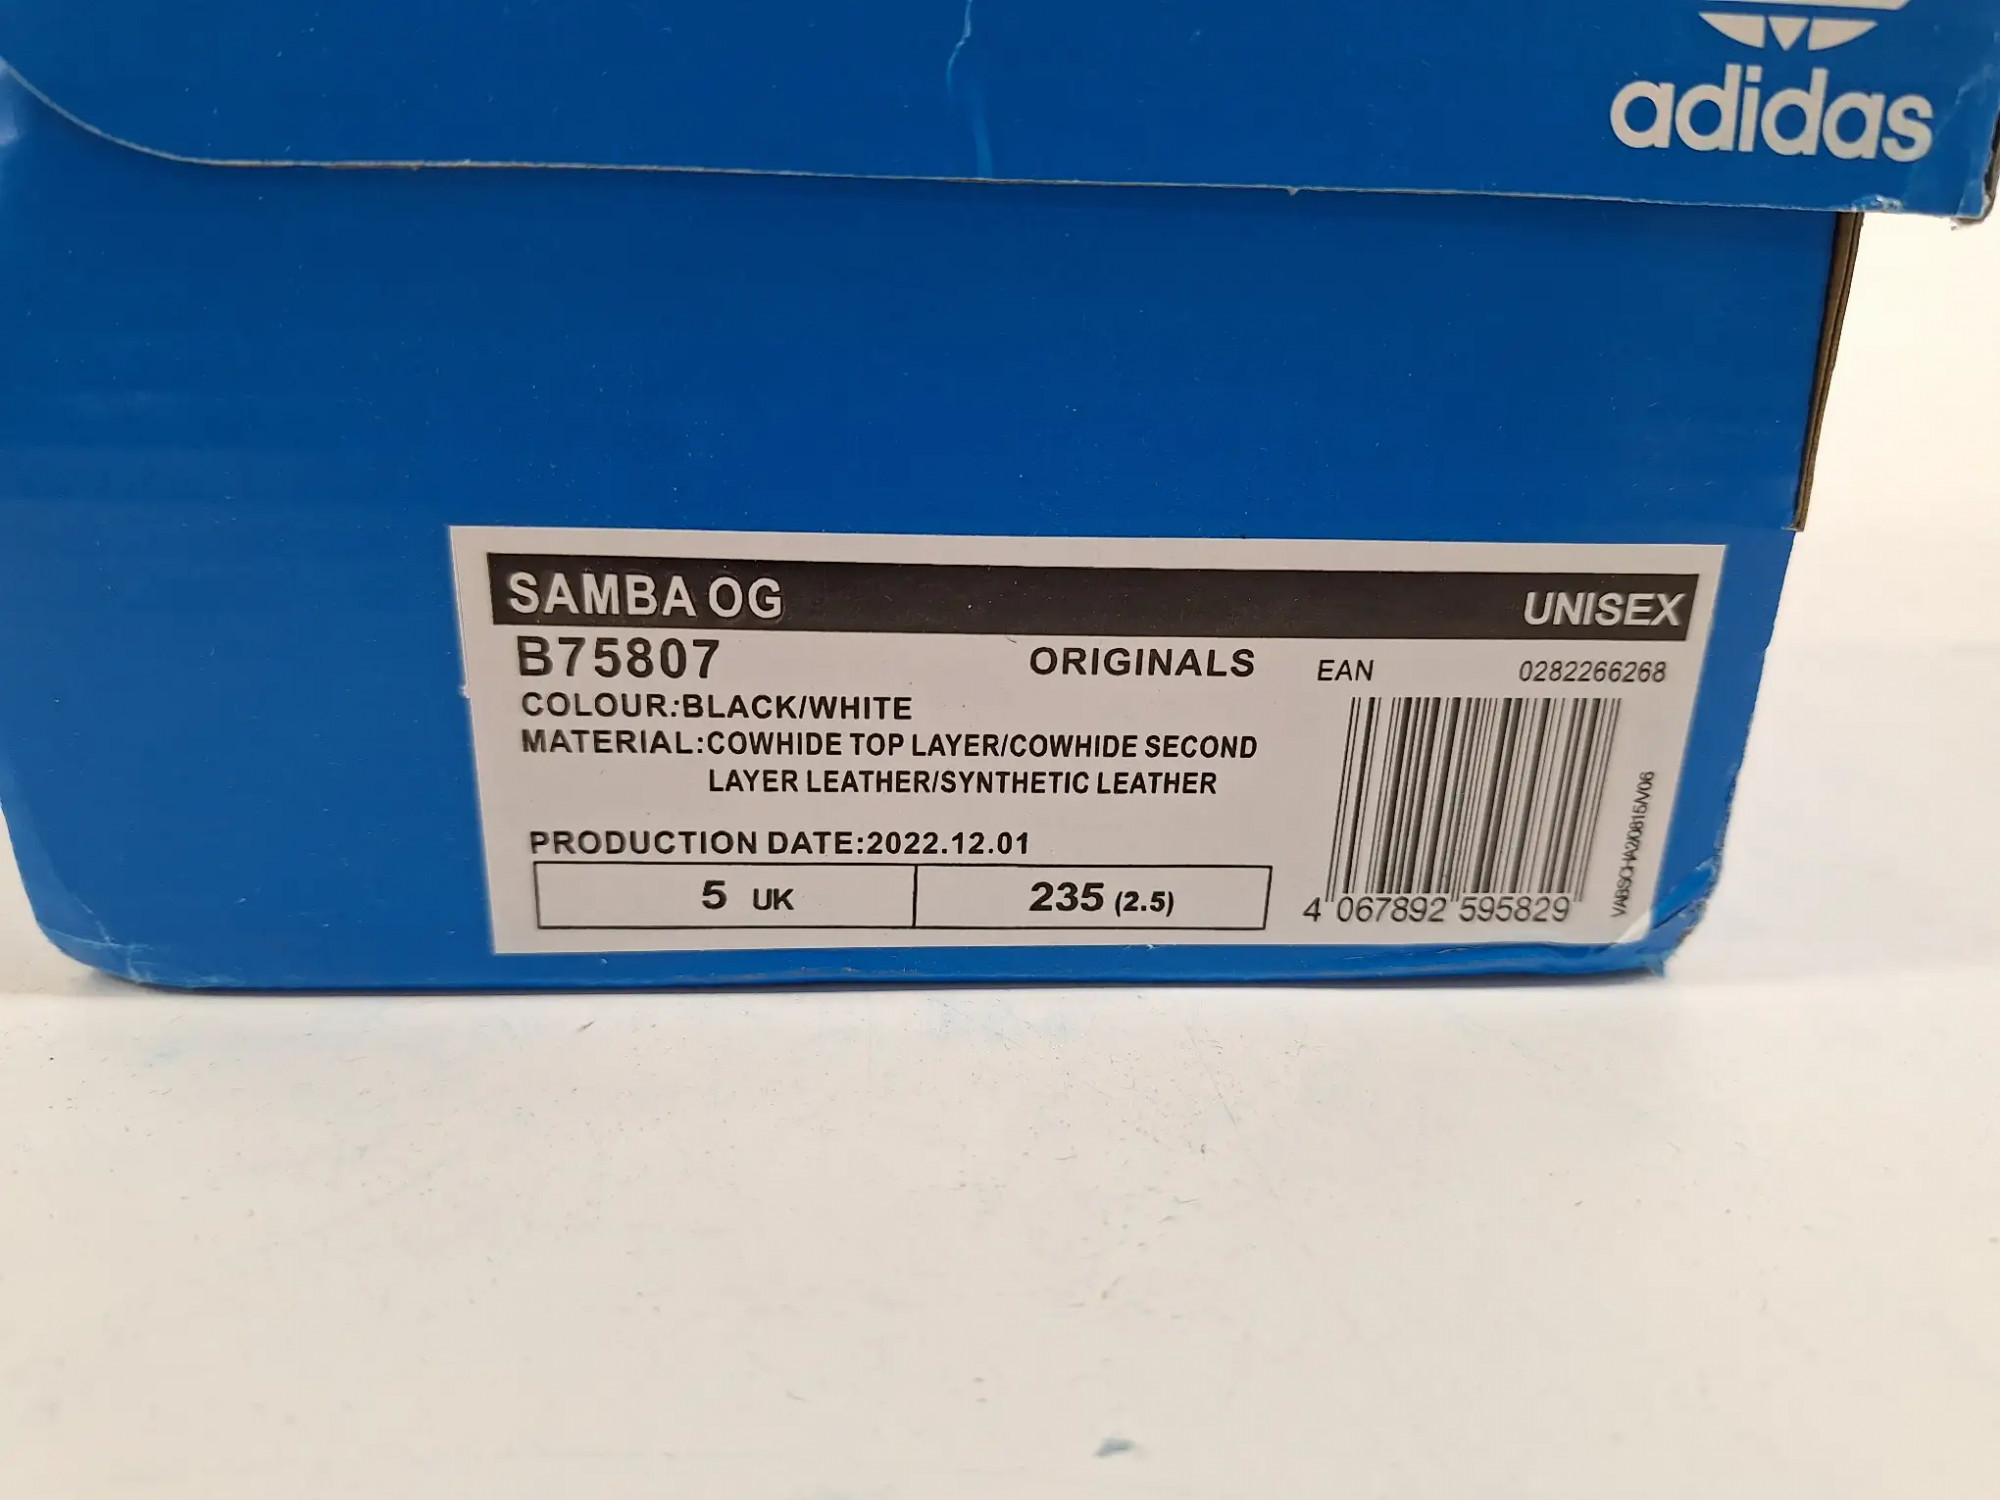 adidas
SAMBA OG UNISEX
B75807 ORIGINALS EAN 0282266268
COLOUR:BLACK/WHITE
MATERIAL:COWHIDE TOP LAYER/COWHIDE SECOND
LAYER LEATHER/SYNTHETIC LEATHER
PRODUCTION DATE:2022.12.01
5 UK 235 (2.5)
4 067892 595829